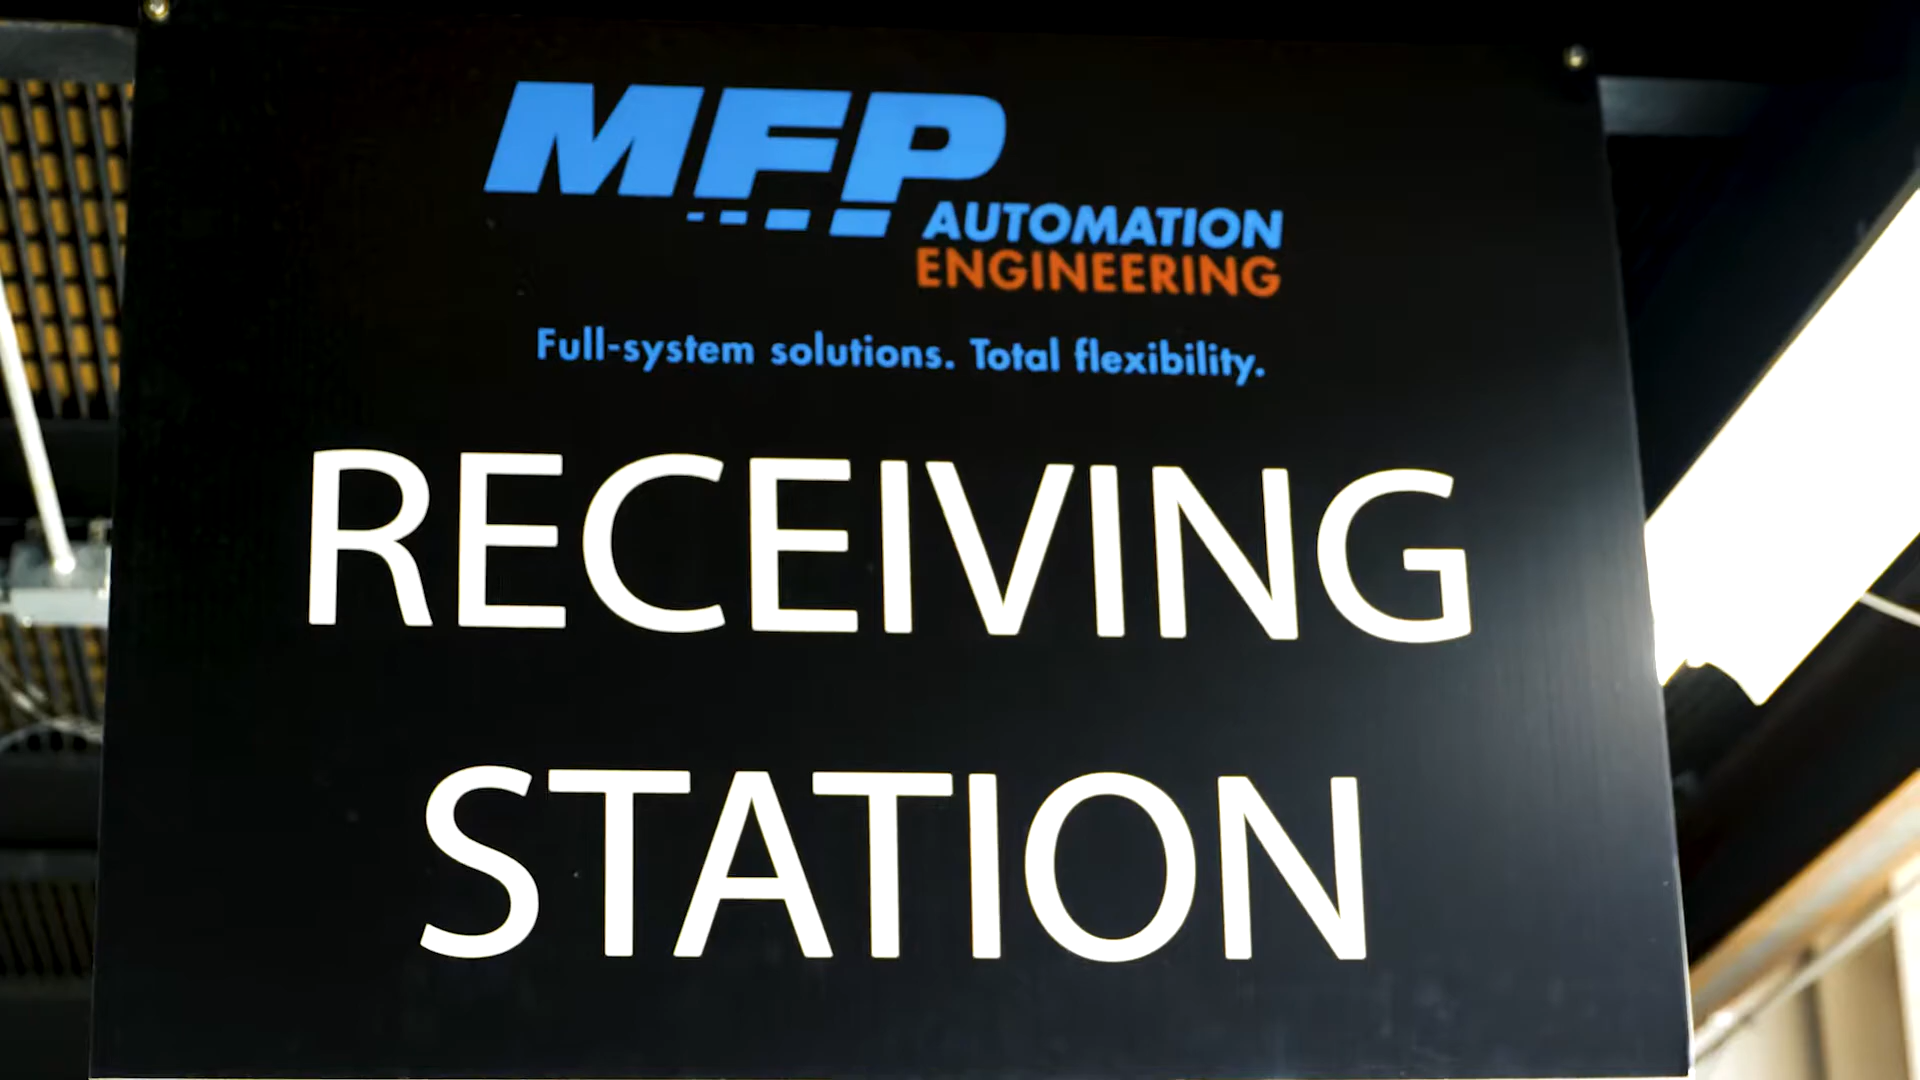 MFP
AUTOMATION
ENGINEERING
Full-system solutions. Total flexibility.
RECEIVING
STATION